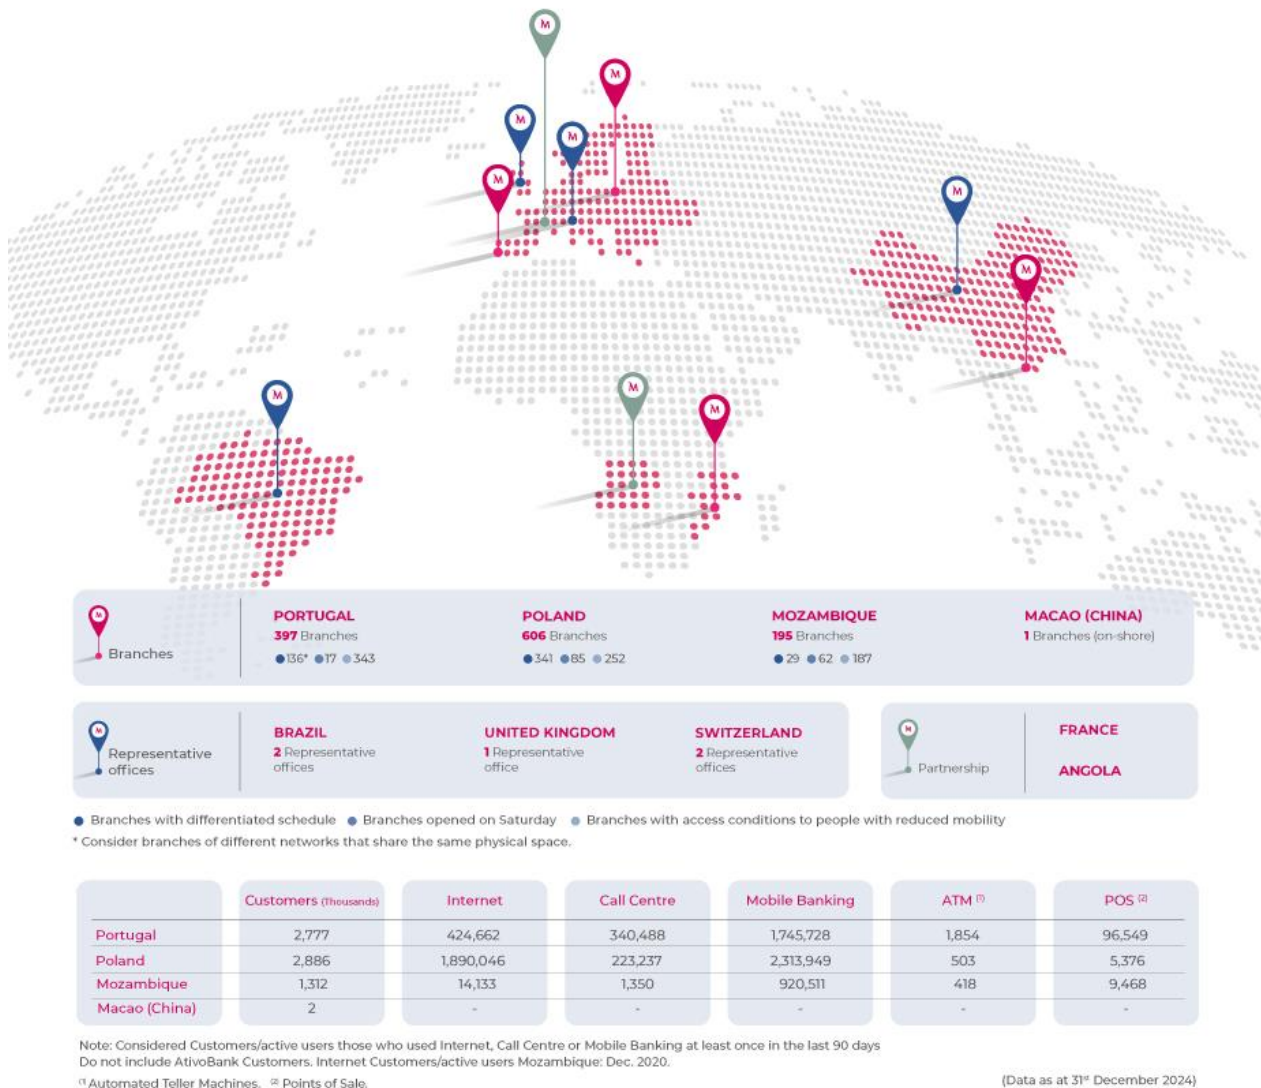 M
M
M
M
M
M
M
M
M
M
Branches
PORTUGAL
397 Branches
136* 17 343
POLAND
606 Branches
341 85 252
MOZAMBIQUE
195 Branches
29 62 187
MACAO (CHINA)
1 Branches (on-shore)
M
Representative
offices
BRAZIL
2 Representative
offices
UNITED KINGDOM
1 Representative
office
SWITZERLAND
2 Representative
offices
M
Partnership
FRANCE
ANGOLA
Branches with differentiated schedule Branches opened on Saturday Branches with access conditions to people with reduced mobility
* Consider branches of different networks that share the same physical space.
Customers (Thousands) Internet Call Centre Mobile Banking ATM (1) POS (2)
Portugal 2,777 424,662 340,488 1,745,728 1,854 96,549
Poland 2,886 1,890,046 223,237 2,313,949 503 5,376
Mozambique 1,312 14,133 1,350 920,511 418 9,468
Macao (China) 2 - - - - -
Note: Considered Customers/active users those who used Internet, Call Centre or Mobile Banking at least once in the last 90 days
Do not include AtivoBank Customers. Internet Customers/active users Mozambique: Dec. 2020.
(1) Automated Teller Machines. (2) Points of Sale.
(Data as at 31st December 2024)